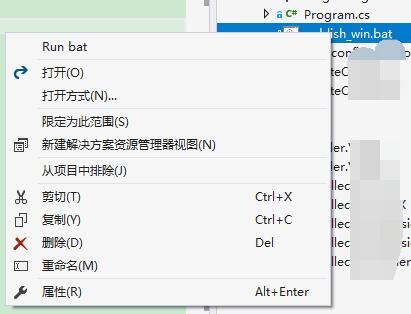 Program.cs
lish_win.bat
Run bat
打开(O)
打开方式(N)...
限定为此范围(S)
新建解决方案资源管理器视图(N)
从项目中排除(J)
剪切(T) Ctrl+X
复制(Y) Ctrl+C
删除(D) Del
重命名(M)
属性(R) Alt+Enter